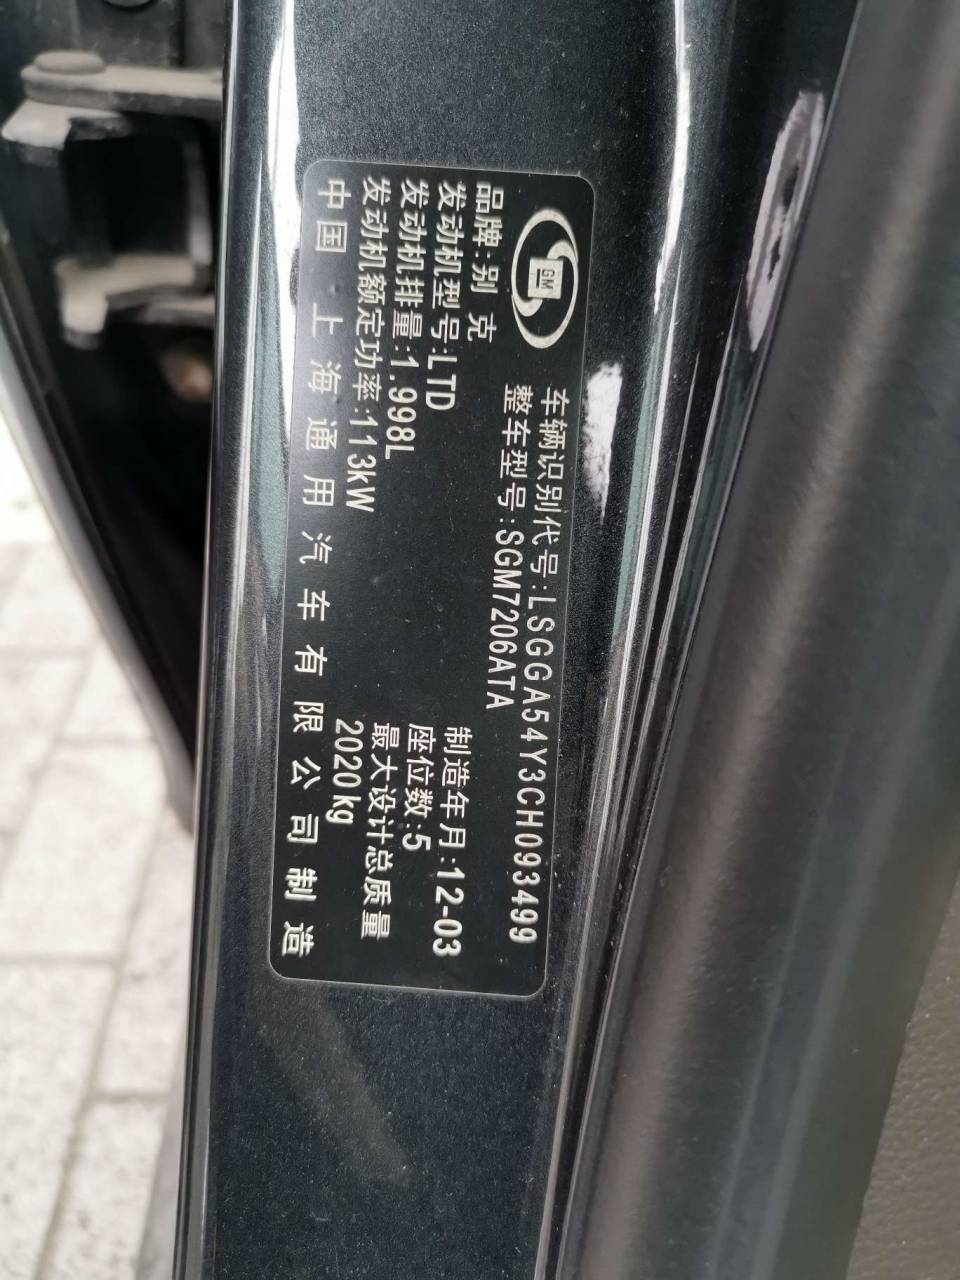 GM
车辆识别代号:LSGGA54Y3CH093499
整车型号:SGM7206ATA
品牌:别 克
发动机型号:LTD
制造年月:12-03
发动机排量:1.998L
座位数:5
发动机额定功率:113kW
最大设计总质量
2020kg
中国 上海通用汽车有限公司制造